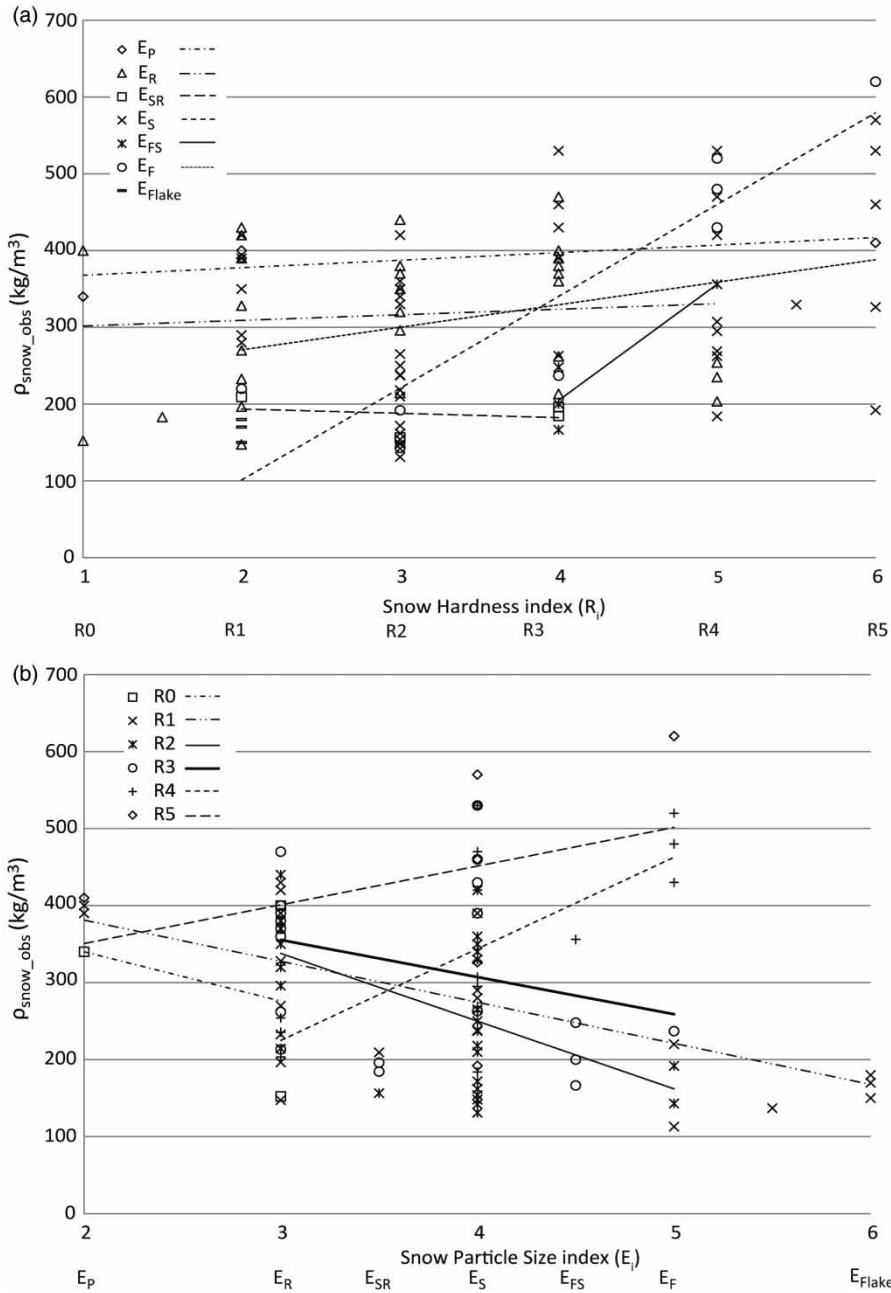 (a)
700
600
500
400
300
200
100
0
ρsnow_obs (kg/m³)
E_P
E_R
E_SR
E_S
E_FS
E_F
E_Flake
1 2 3 4 5 6
Snow Hardness index (R_i)
R0 R1 R2 R3 R4 R5
(b)
700
600
500
400
300
200
100
0
ρsnow_obs (kg/m³)
R0
R1
R2
R3
R4
R5
2 3 4 5 6
Snow Particle Size index (E_i)
E_P E_R E_SR E_S E_FS E_F E_Flake